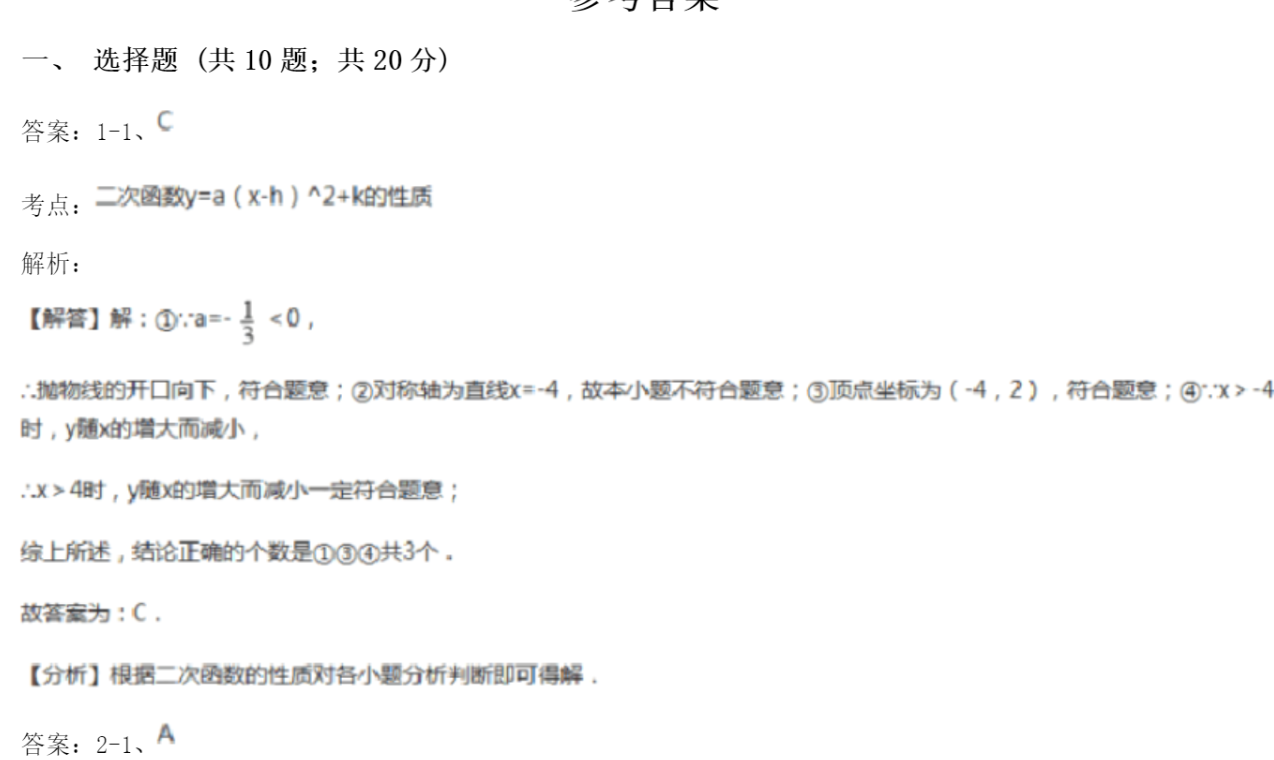 参考答案
一、 选择题 (共 10 题；共 20 分)
答案：1-1、C
考点：二次函数y=a（x-h）^2+k的性质
解析：
【解答】解：①∵a=- 1/3 <0，
∴抛物线的开口向下，符合题意；②对称轴为直线x=-4，故本小题不符合题意；③顶点坐标为（-4，2），符合题意；④∵x＞-4
时，y随x的增大而减小，
∴x＞4时，y随x的增大而减小一定符合题意；
综上所述，结论正确的个数是①③④共3个．
故答案为：C．
【分析】根据二次函数的性质对各小题分析判断即可得解．
答案：2-1、A